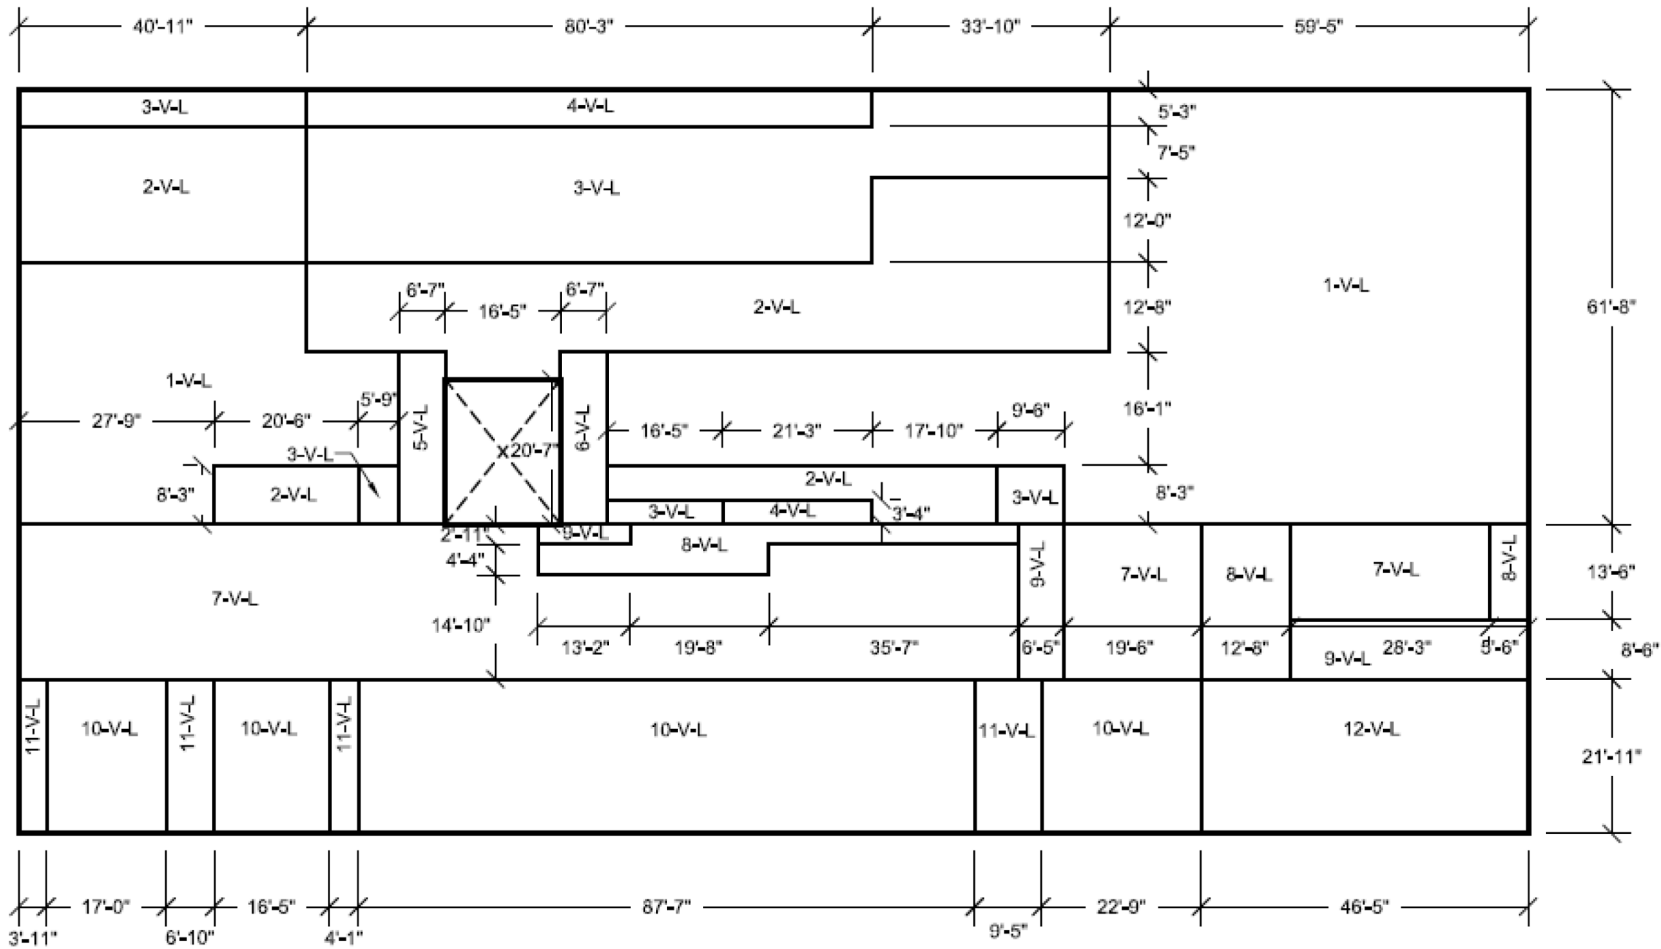 40'-11" 80'-3" 33'-10" 59'-5"
3-V-L 4-V-L 5'-3"
7'-5"
2-V-L 3-V-L
12'-0"
6'-7" 16'-5" 6'-7" 2-V-L 12'-8" 1-V-L 61'-8"
1-V-L
5'-9" 16'-1" 9'-6"
27'-9" 20'-6" 5-V-L 6-V-L 16'-5" 21'-3" 17'-10"
3-V-L 20'-7"
8'-3" 2-V-L 2-V-L 3-V-L 8'-3"
3-V-L 4-V-L 3'-4"
2'-11" 9-V-L 8-V-L
4'-4" 9-V-L 7-V-L 8-V-L 7-V-L 8-V-L 13'-6"
7-V-L
14'-10"
13'-2" 19'-8" 35'-7" 6'-5" 19'-6" 12'-8" 9-V-L 28'-3" 5'-6" 8'-6"
11-V-L 10-V-L 11-V-L 10-V-L 11-V-L 10-V-L 11-V-L 10-V-L 12-V-L
21'-11"
17'-0" 16'-5" 87'-7" 22'-9" 46'-5"
3'-11" 6'-10" 4'-1" 9'-5"